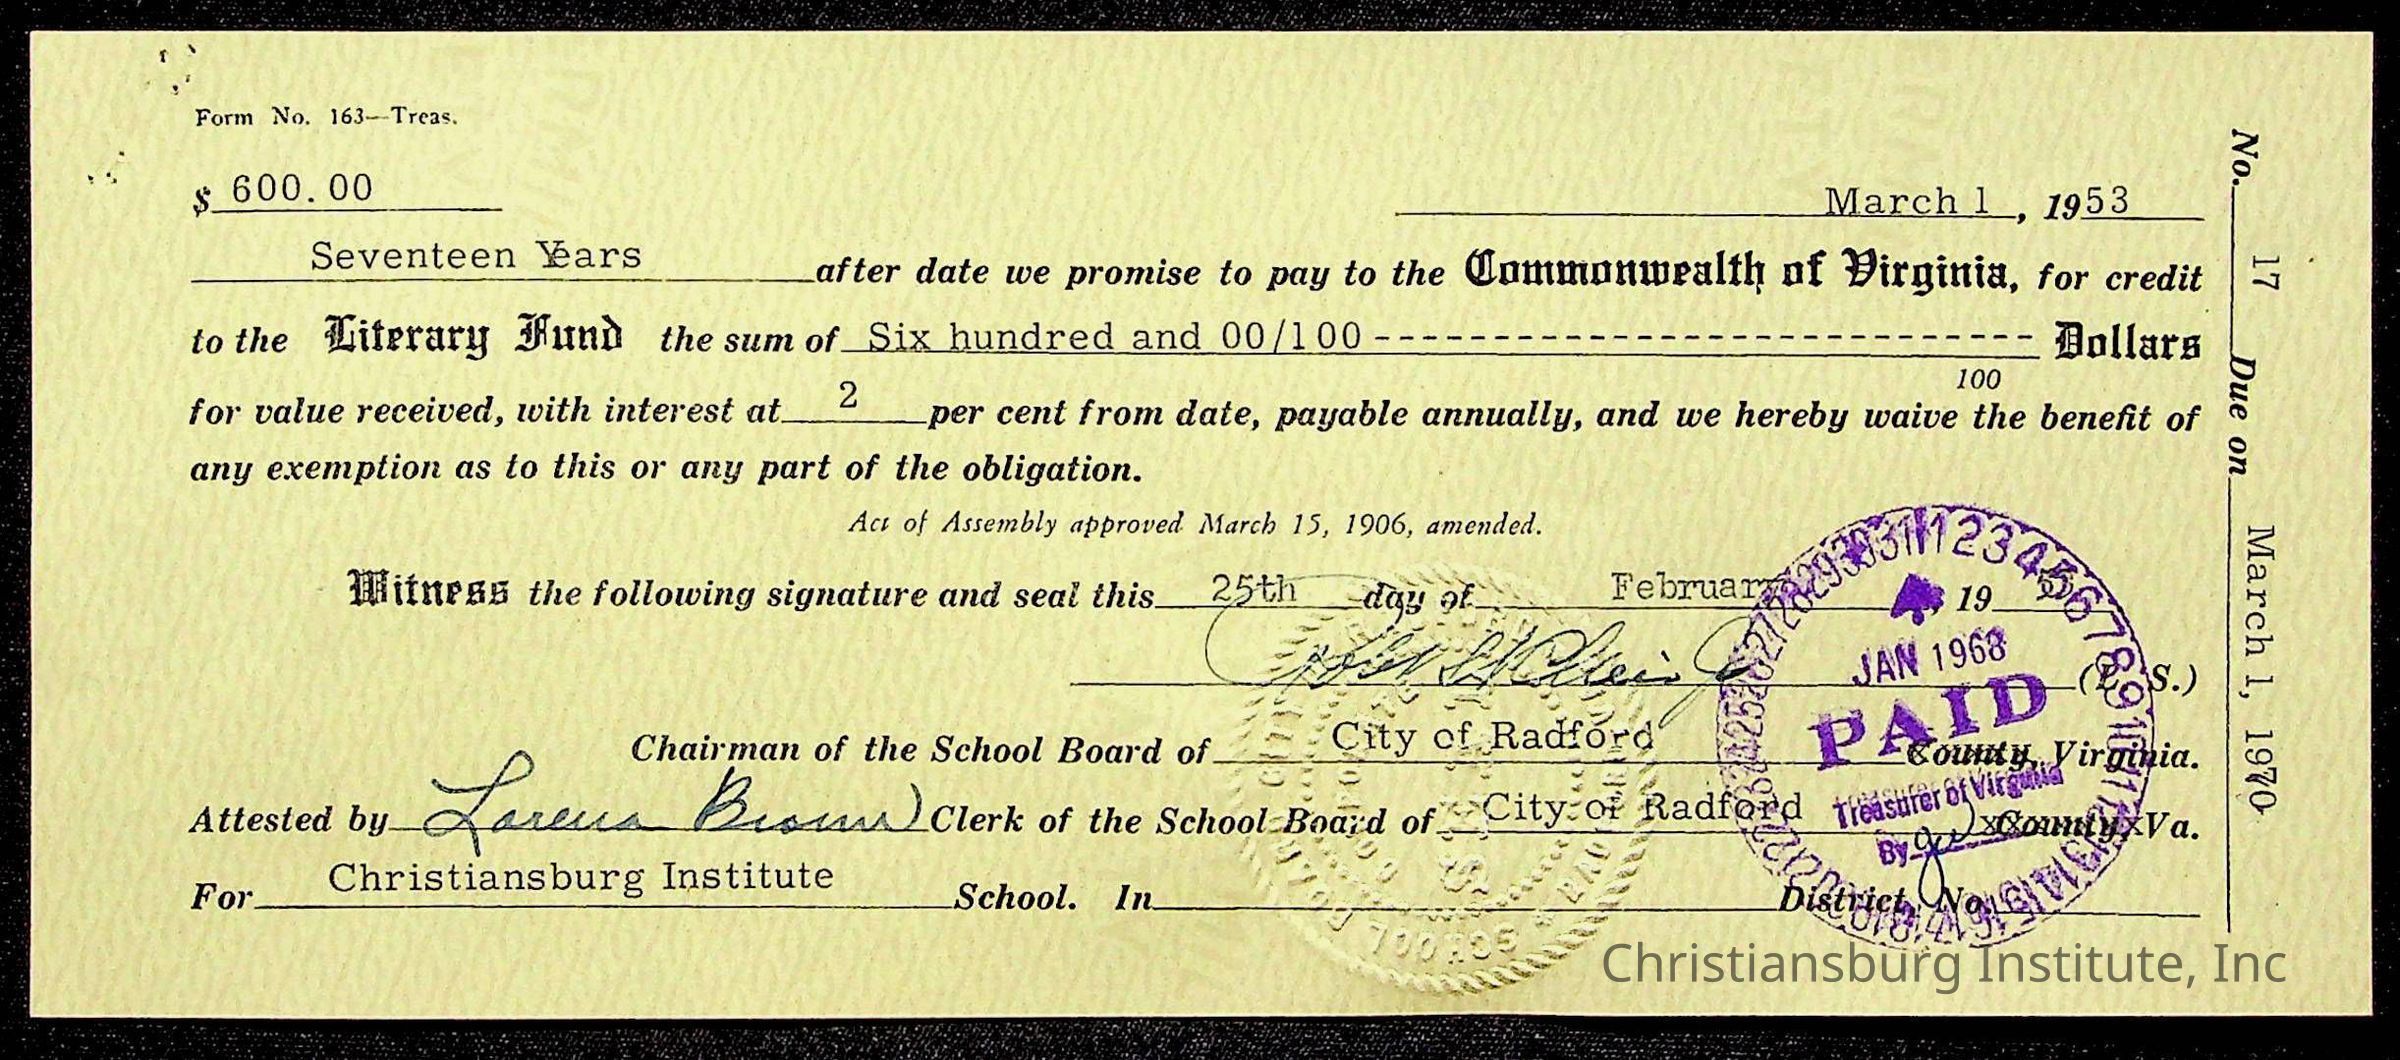 Form No. 163—Treas.
$ 600.00
March 1, 1953
Seventeen Years after date we promise to pay to the Commonwealth of Virginia, for credit
to the Literary Fund the sum of Six hundred and 00/100 --------------------------- Dollars
100
for value received, with interest at 2 per cent from date, payable annually, and we hereby waive the benefit of
any exemption as to this or any part of the obligation.
Act of Assembly approved March 15, 1906, amended.
Witness the following signature and seal this 25th day of February, 19 53
(L. S.)
Chairman of the School Board of City of Radford County, Virginia.
Attested by Lorena Brown Clerk of the School Board of City of Radford County, Va.
For Christiansburg Institute School. In District, No.
No. 17 Due on March 1, 1970
JAN 1968
PAID
Treasurer of Virginia
By
Christiansburg Institute, Inc